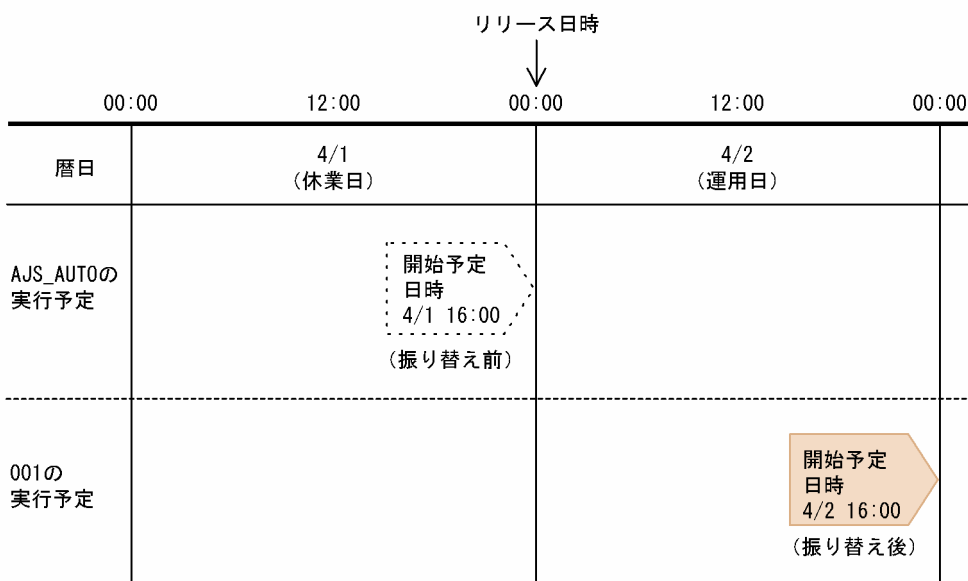 リリース日時
00:00 12:00 00:00 12:00 00:00
暦日
4/1
（休業日）
4/2
（運用日）
AJS_AUTOの
実行予定
開始予定
日時
4/1 16:00
（振り替え前）
001の
実行予定
開始予定
日時
4/2 16:00
（振り替え後）